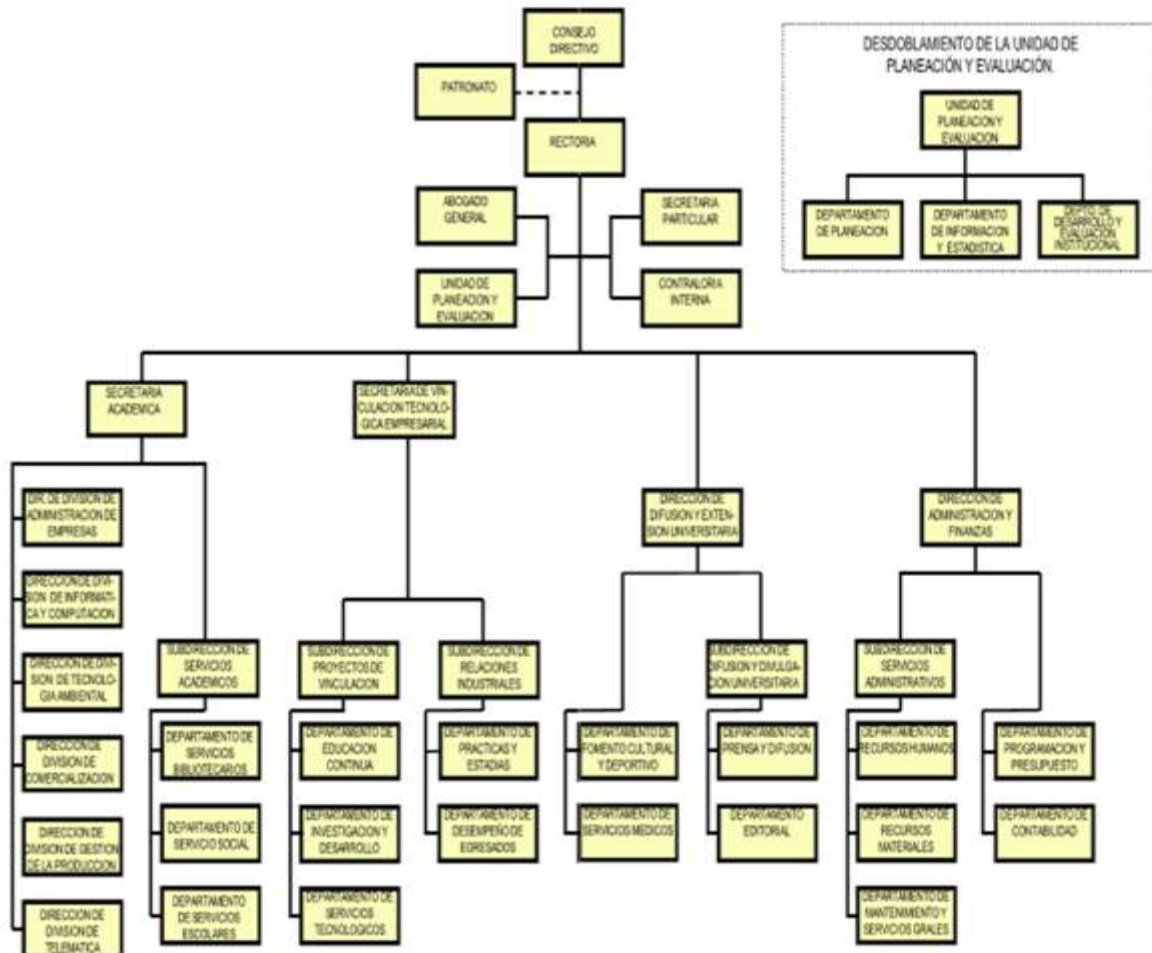 CONSEJO
DIRECTIVO
PATRONATO
RECTORIA
ABOGADO
GENERAL
SECRETARIA
PARTICULAR
UNIDAD DE
PLANEACION Y
EVALUACION
CONTRALORIA
INTERNA
DESDOBLAMIENTO DE LA UNIDAD DE
PLANEACIÓN Y EVALUACIÓN.
UNIDAD DE
PLANEACION Y
EVALUACION
DEPARTAMENTO
DE PLANEACION
DEPARTAMENTO
DE INFORMACION
Y ESTADISTICA
DEPTO. DE
DESARROLLO Y
EVALUACION
INSTITUCIONAL
SECRETARIA
ACADEMICA
SECRETARIA DE VIN-
CULACION TECNOLO-
GICA EMPRESARIAL
DIRECCION DE
DIFUSION Y EXTEN-
SION UNIVERSITARIA
DIRECCION DE
ADMINISTRACION Y
FINANZAS
DIR. DE DIVISION DE
ADMINISTRACION DE
EMPRESAS
DIRECCION DE DIVI-
SION DE INFORMATI-
CA Y COMPUTACION
DIRECCION DE DIVI-
SION DE TECNOLO-
GIA AMBIENTAL
DIRECCION DE
DIVISION DE
COMERCIALIZACION
DIRECCION DE
DIVISION DE GESTION
DE LA PRODUCCION
DIRECCION DE
DIVISION DE
TELEMATICA
SUBDIRECCION DE
SERVICIOS
ACADEMICOS
DEPARTAMENTO DE
SERVICIOS
BIBLIOTECARIOS
DEPARTAMENTO DE
SERVICIO SOCIAL
DEPARTAMENTO
DE SERVICIOS
ESCOLARES
SUBDIRECCION DE
PROYECTOS DE
VINCULACION
DEPARTAMENTO DE
EDUCACION
CONTINUA
DEPARTAMENTO DE
INVESTIGACION Y
DESARROLLO
DEPARTAMENTO DE
SERVICIOS
TECNOLOGICOS
SUBDIRECCION DE
RELACIONES
INDUSTRIALES
DEPARTAMENTO DE
PRACTICAS Y
ESTADIAS
DEPARTAMENTO DE
DESEMPEÑO DE
EGRESADOS
DEPARTAMENTO DE
FOMENTO CULTURAL
Y DEPORTIVO
DEPARTAMENTO DE
SERVICIOS MEDICOS
SUBDIRECCION DE
DIFUSION Y DIVULGA-
CION UNIVERSITARIA
DEPARTAMENTO DE
PRENSA Y DIFUSION
DEPARTAMENTO
EDITORIAL
SUBDIRECCION DE
SERVICIOS
ADMINISTRATIVOS
DEPARTAMENTO DE
RECURSOS HUMANOS
DEPARTAMENTO DE
RECURSOS
MATERIALES
DEPARTAMENTO DE
MANTENIMIENTO Y
SERVICIOS GRALES
DEPARTAMENTO DE
PROGRAMACION Y
PRESUPUESTO
DEPARTAMENTO DE
CONTABILIDAD